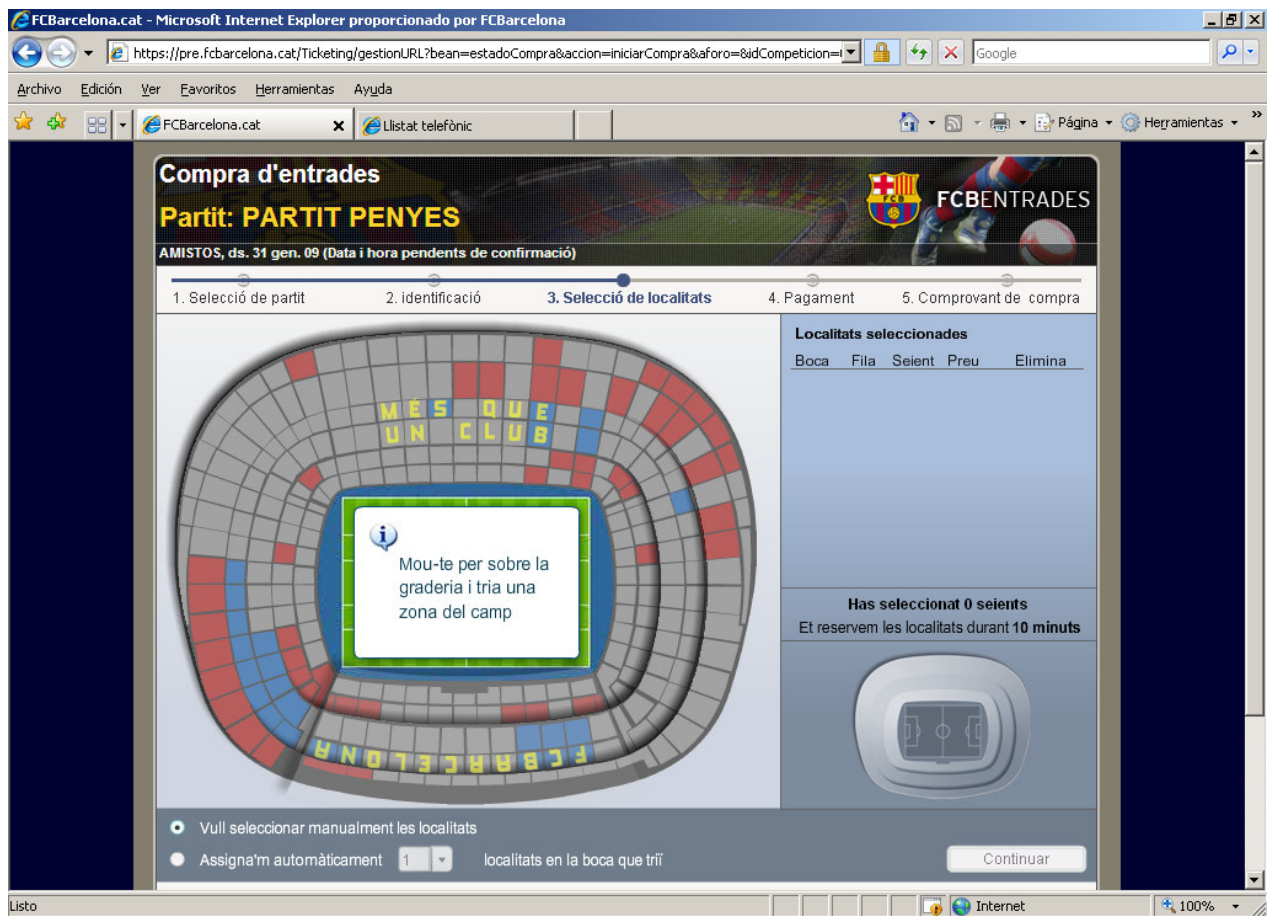 FCBarcelona.cat - Microsoft Internet Explorer proporcionado por FCBarcelona
https://pre.fcbarcelona.cat/Ticketing/gestionURL?bean=estadoCompra&accion=iniciarCompra&aforo=&idCompeticion=
Google
Archivo Edición Ver Favoritos Herramientas Ayuda
FCBarcelona.cat Llistat telefònic Página Herramientas
Compra d'entrades
Partit: PARTIT PENYES
FCBENTRADES
AMISTOS, ds. 31 gen. 09 (Data i hora pendents de confirmació)
1. Selecció de partit 2. identificació 3. Selecció de localitats 4. Pagament 5. Comprovant de compra
Localitats seleccionades
Boca Fila Seient Preu Elimina
MÉS QUE
UN CLUB
Mou-te per sobre la
graderia i tria una
zona del camp
Has seleccionat 0 seients
Et reservem les localitats durant 10 minuts
FCBARCELONA
Vull seleccionar manualment les localitats
Assigna'm automàticament 1 localitats en la boca que triï
Continuar
Listo Internet 100%